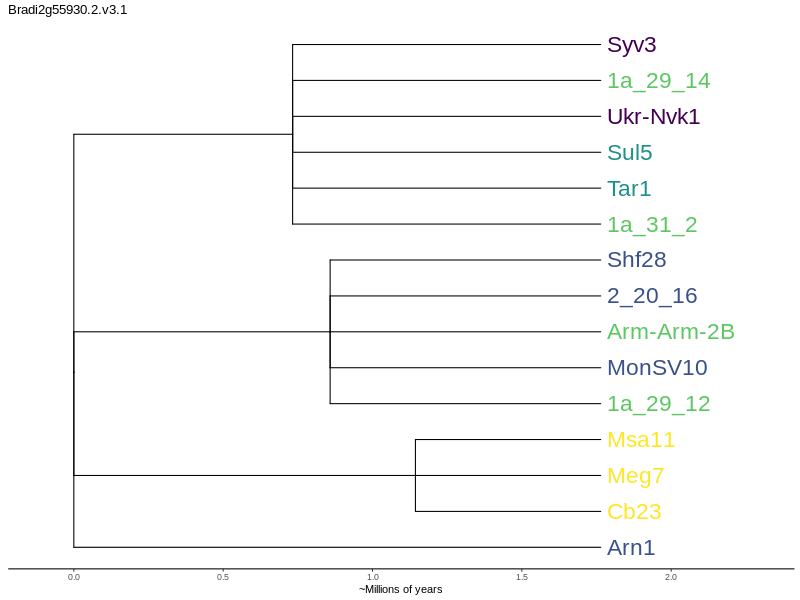 Bradi2g55930.2.v3.1
Syv3
1a_29_14
Ukr-Nvk1
Sul5
Tar1
1a_31_2
Shf28
2_20_16
Arm-Arm-2B
MonSV10
1a_29_12
Msa11
Meg7
Cb23
Arn1
0.0 0.5 1.0 1.5 2.0
~Millions of years